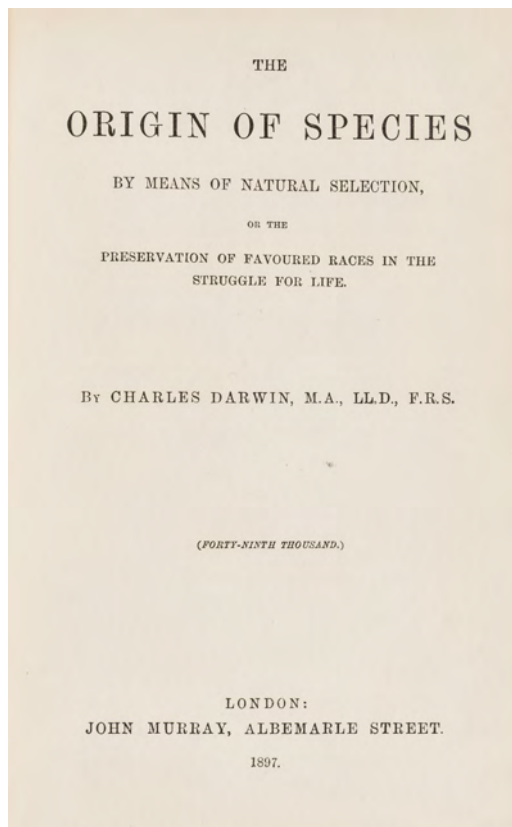 THE
ORIGIN OF SPECIES
BY MEANS OF NATURAL SELECTION,
OR THE
PRESERVATION OF FAVOURED RACES IN THE
STRUGGLE FOR LIFE.
BY CHARLES DARWIN, M.A., LL.D., F.R.S.
(FORTY-NINTH THOUSAND.)
LONDON:
JOHN MURRAY, ALBEMARLE STREET.
1897.